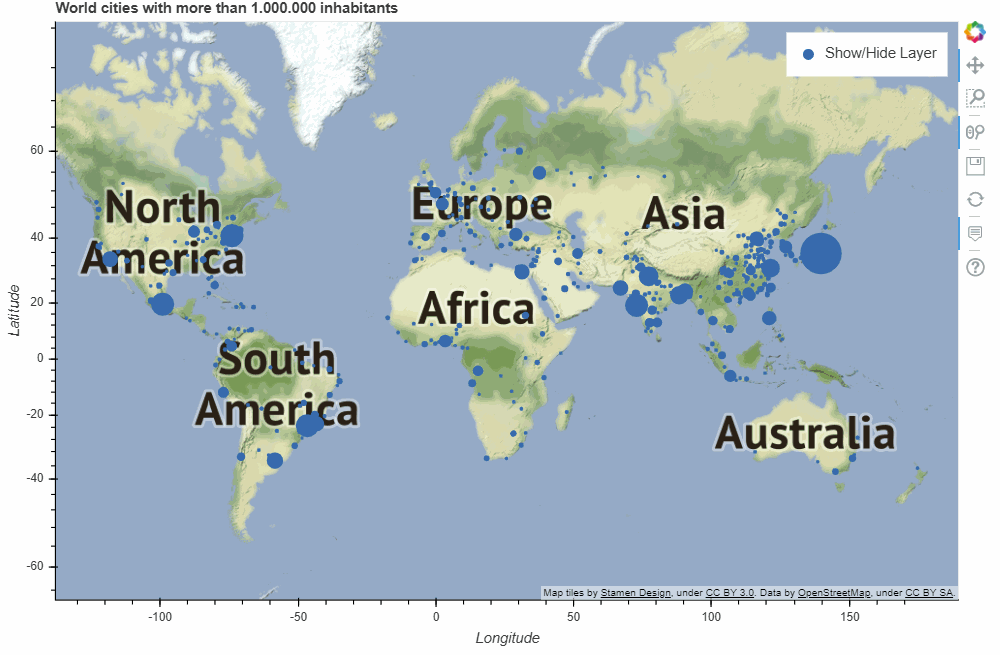 World cities with more than 1.000.000 inhabitants
Show/Hide Layer
60
40
20
0
-20
-40
-60
Latitude
North
America
Europe
Asia
Africa
South
America
Australia
Map tiles by Stamen Design, under CC BY 3.0. Data by OpenStreetMap, under CC BY SA.
-100
-50
0
50
100
150
Longitude